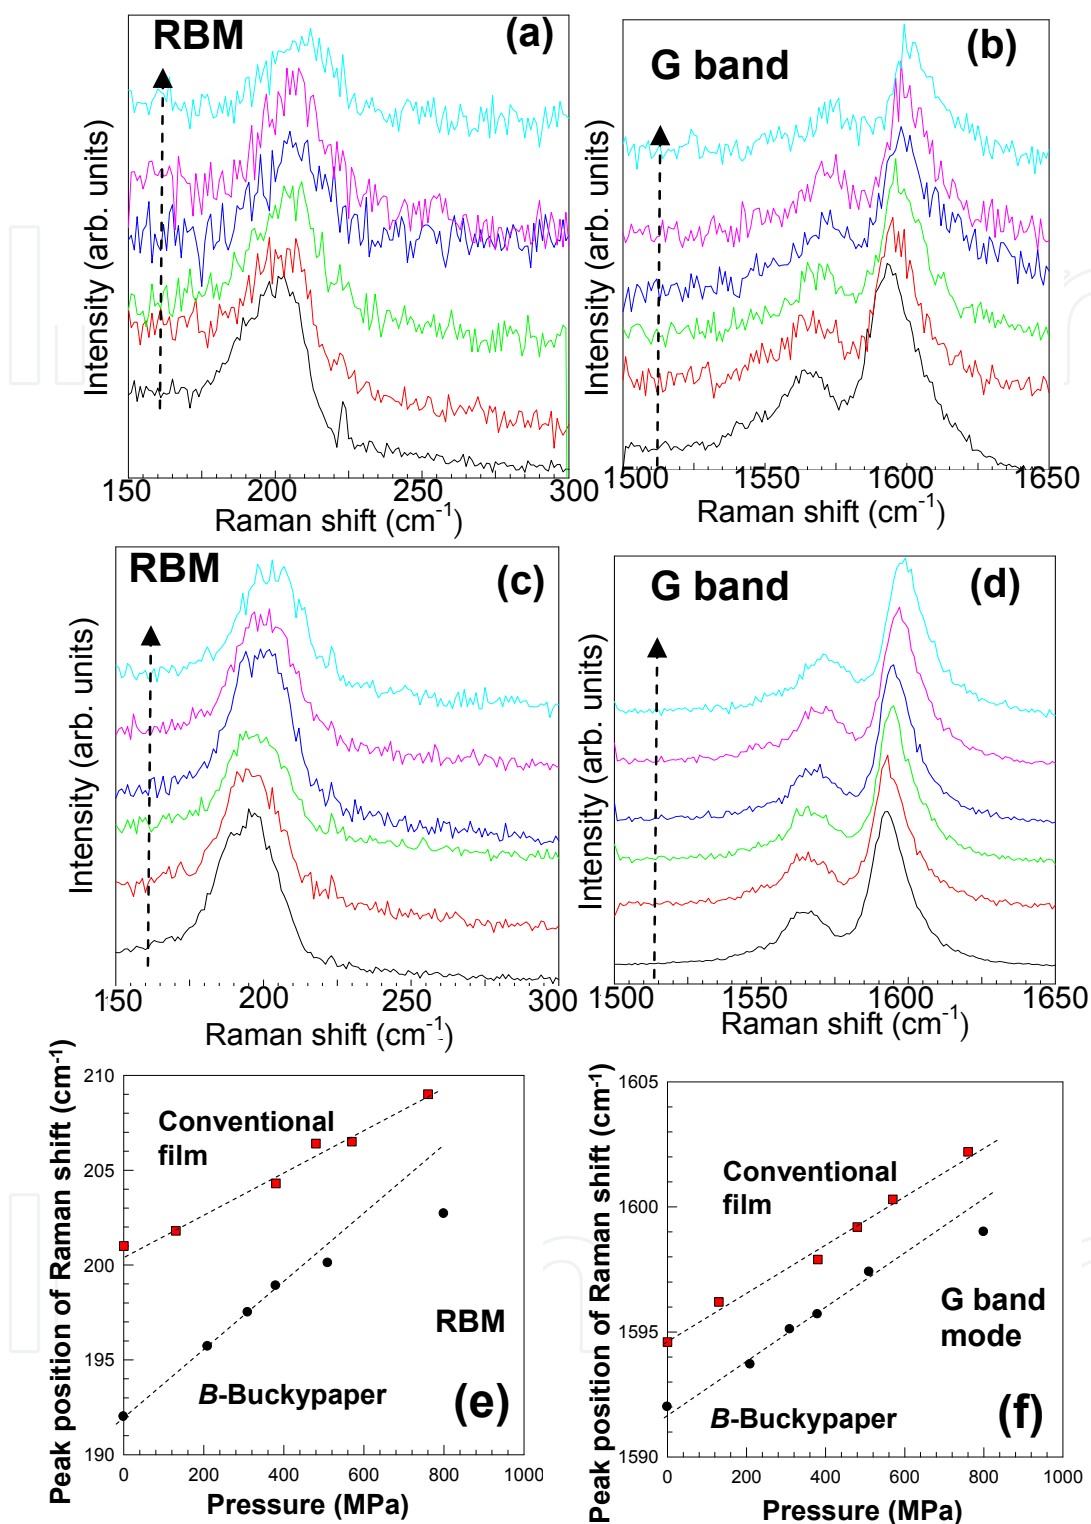 RBM
(a)
Intensity (arb. units)
150 200 250 300
Raman shift (cm-1)
G band
(b)
Intensity (arb. units)
1500 1550 1600 1650
Raman shift (cm-1)
RBM
(c)
Intensity (arb. units)
150 200 250 300
Raman shift (cm-1)
G band
(d)
Intensity (arb. units)
1500 1550 1600 1650
Raman shift (cm-1)
Peak position of Raman shift (cm-1)
210
205
200
195
190
Conventional
film
RBM
B-Buckypaper
(e)
0 200 400 600 800 1000
Pressure (MPa)
Peak position of Raman shift (cm-1)
1605
1600
1595
1590
Conventional
film
G band
mode
B-Buckypaper
(f)
0 200 400 600 800 1000
Pressure (MPa)